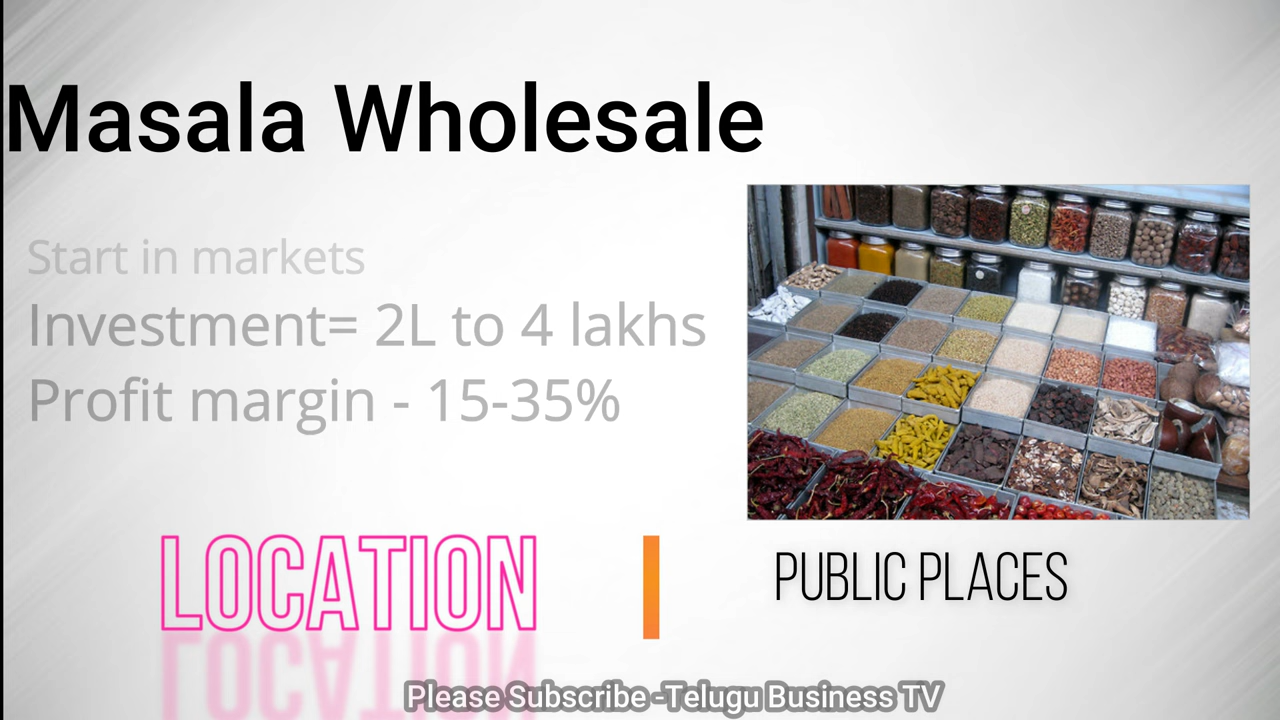 Masala Wholesale
Start in markets
Investment= 2L to 4 lakhs
Profit margin - 15-35%
LOCATION
PUBLIC PLACES
Please Subscribe -Telugu Business TV